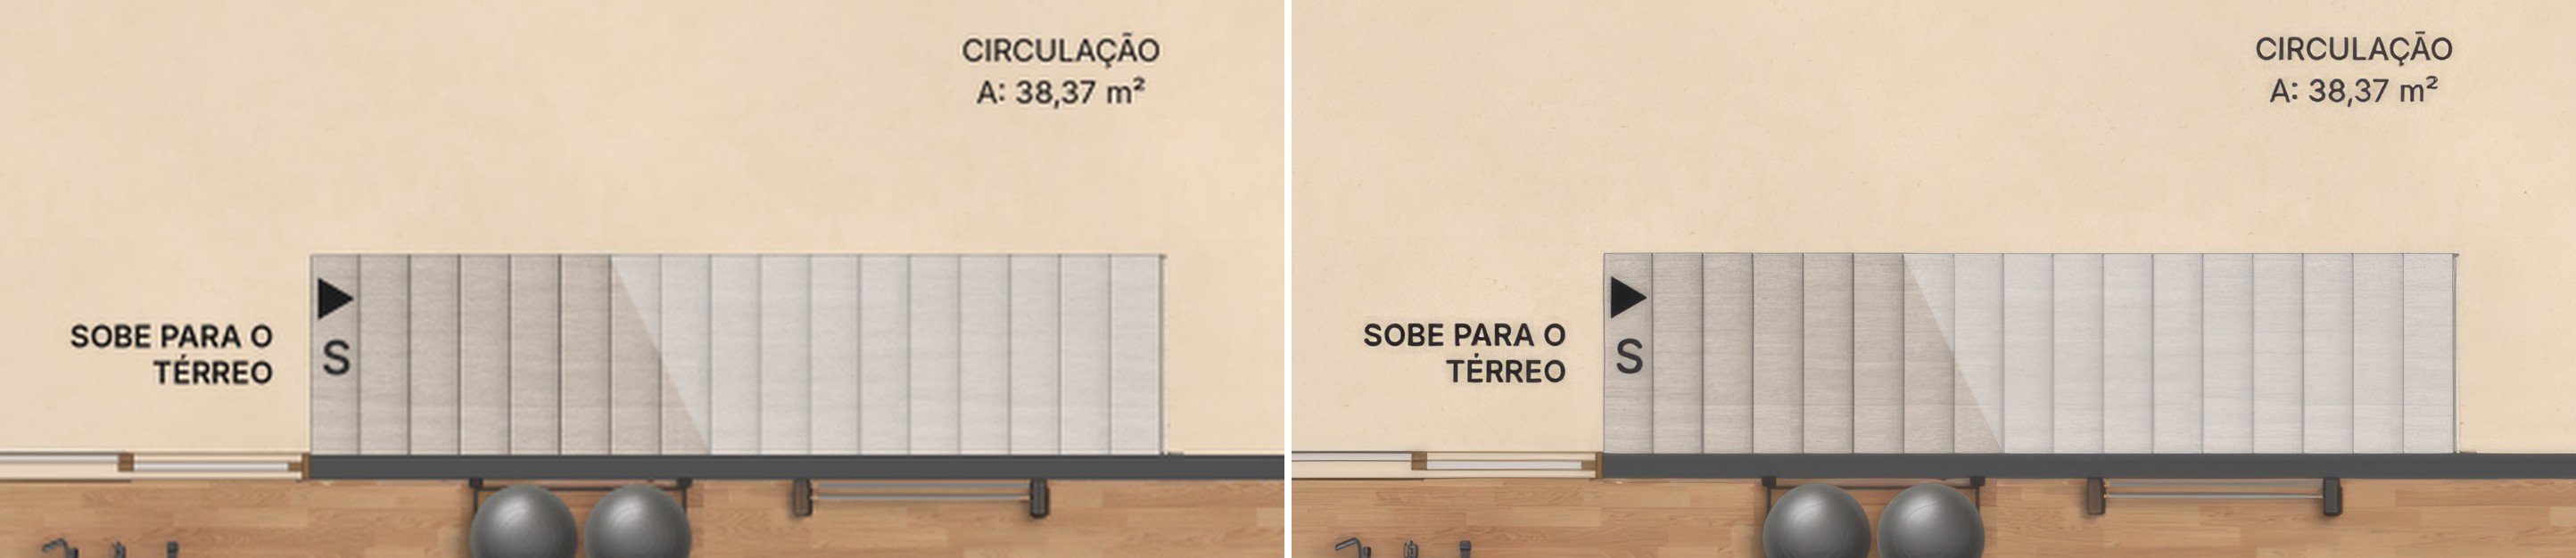 CIRCULAÇÃO
A: 38,37 m²
SOBE PARA O
TÉRREO
S
CIRCULAÇÃO
A: 38,37 m²
SOBE PARA O
TÉRREO
S